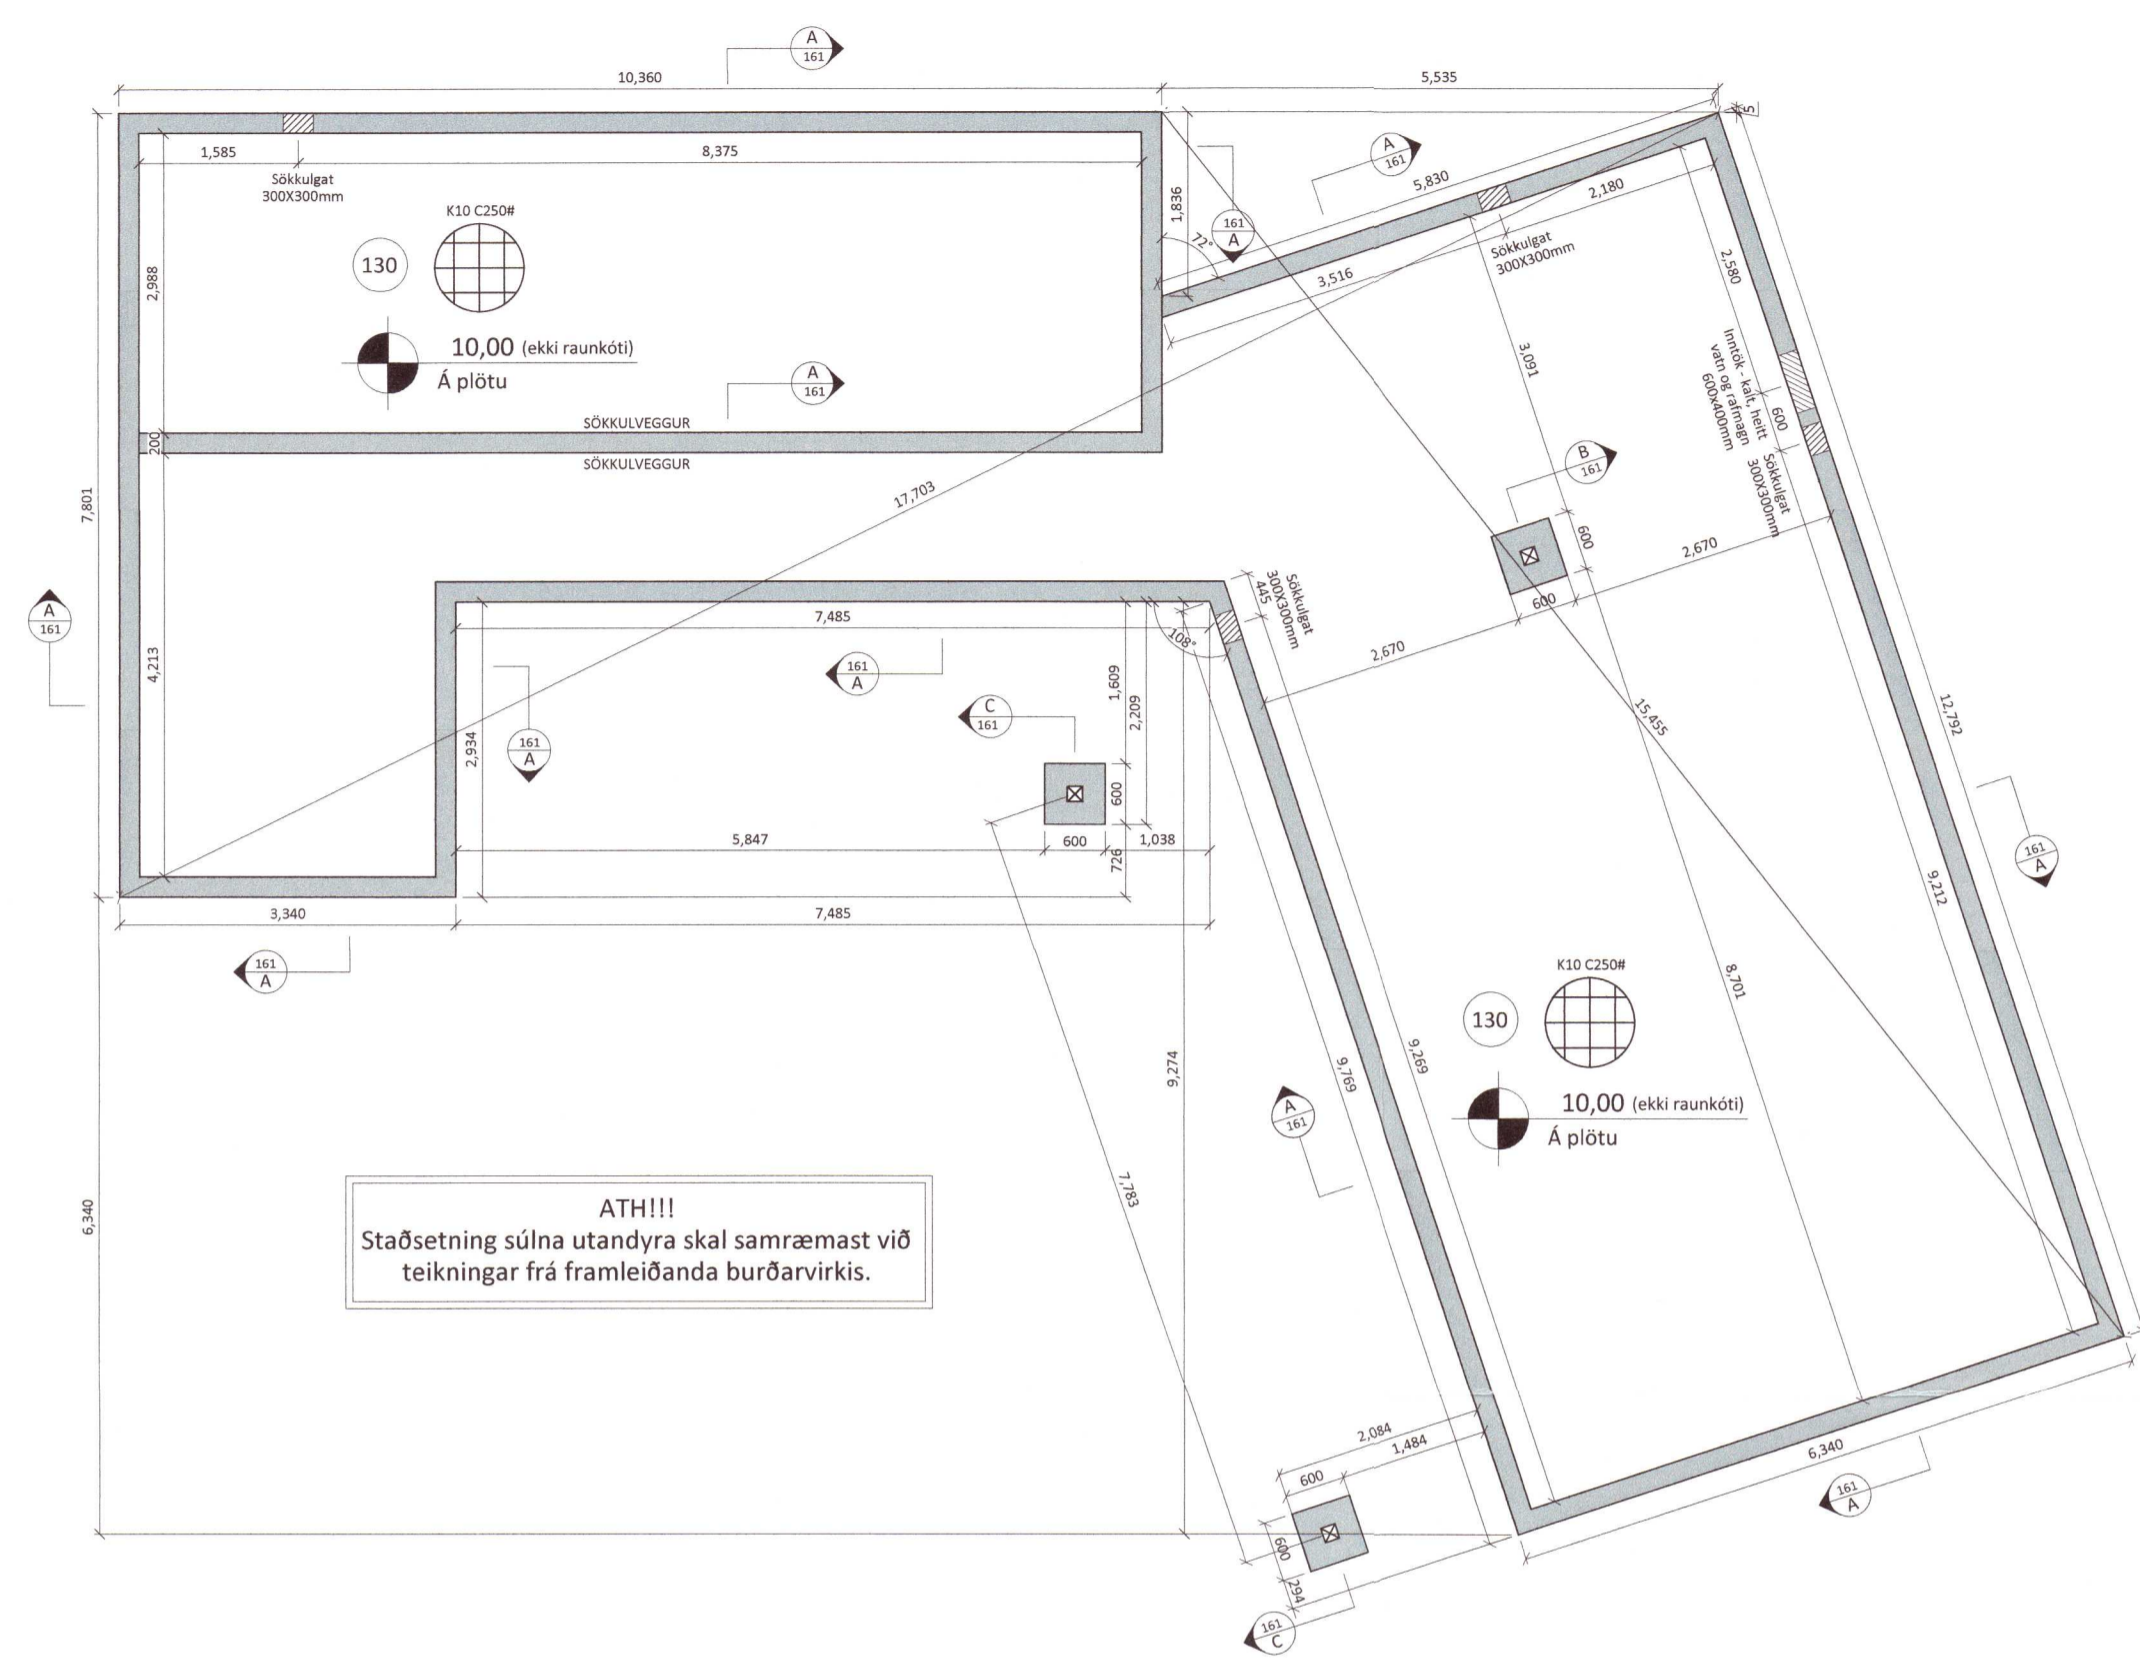 A
161
10,360
5,535
5
1,585
8,375
Sökkulgat
300X300mm
K10 C250#
130
2,988
10,00 (ekki raunkóti)
Á plötu
A
161
SÖKKULVEGGUR
200
SÖKKULVEGGUR
7,801
A
161
4,213
17,703
1,836
72°
161
A
A
161
5,830
2,180
3,516
Sökkulgat
300X300mm
2,580
3,091
Inntök - kalt, heitt
vatn og rafmagn
600x400mm
600
Sökkulgat
300X300mm
B
161
600
600
2,670
2,670
Sökkulgat
300X300mm
445
108°
7,485
161
A
2,934
161
A
C
161
1,609
2,209
600
5,847
600
1,038
726
3,340
7,485
161
A
15,455
12,792
161
A
9,212
8,701
K10 C250#
130
10,00 (ekki raunkóti)
Á plötu
9,274
9,769
9,269
A
161
7,783
6,340
ATH!!!
Staðsetning súlna utandyra skal samræmast við
teikningar frá framleiðanda burðarvirkis.
2,084
1,484
600
600
294
161
C
6,340
161
A